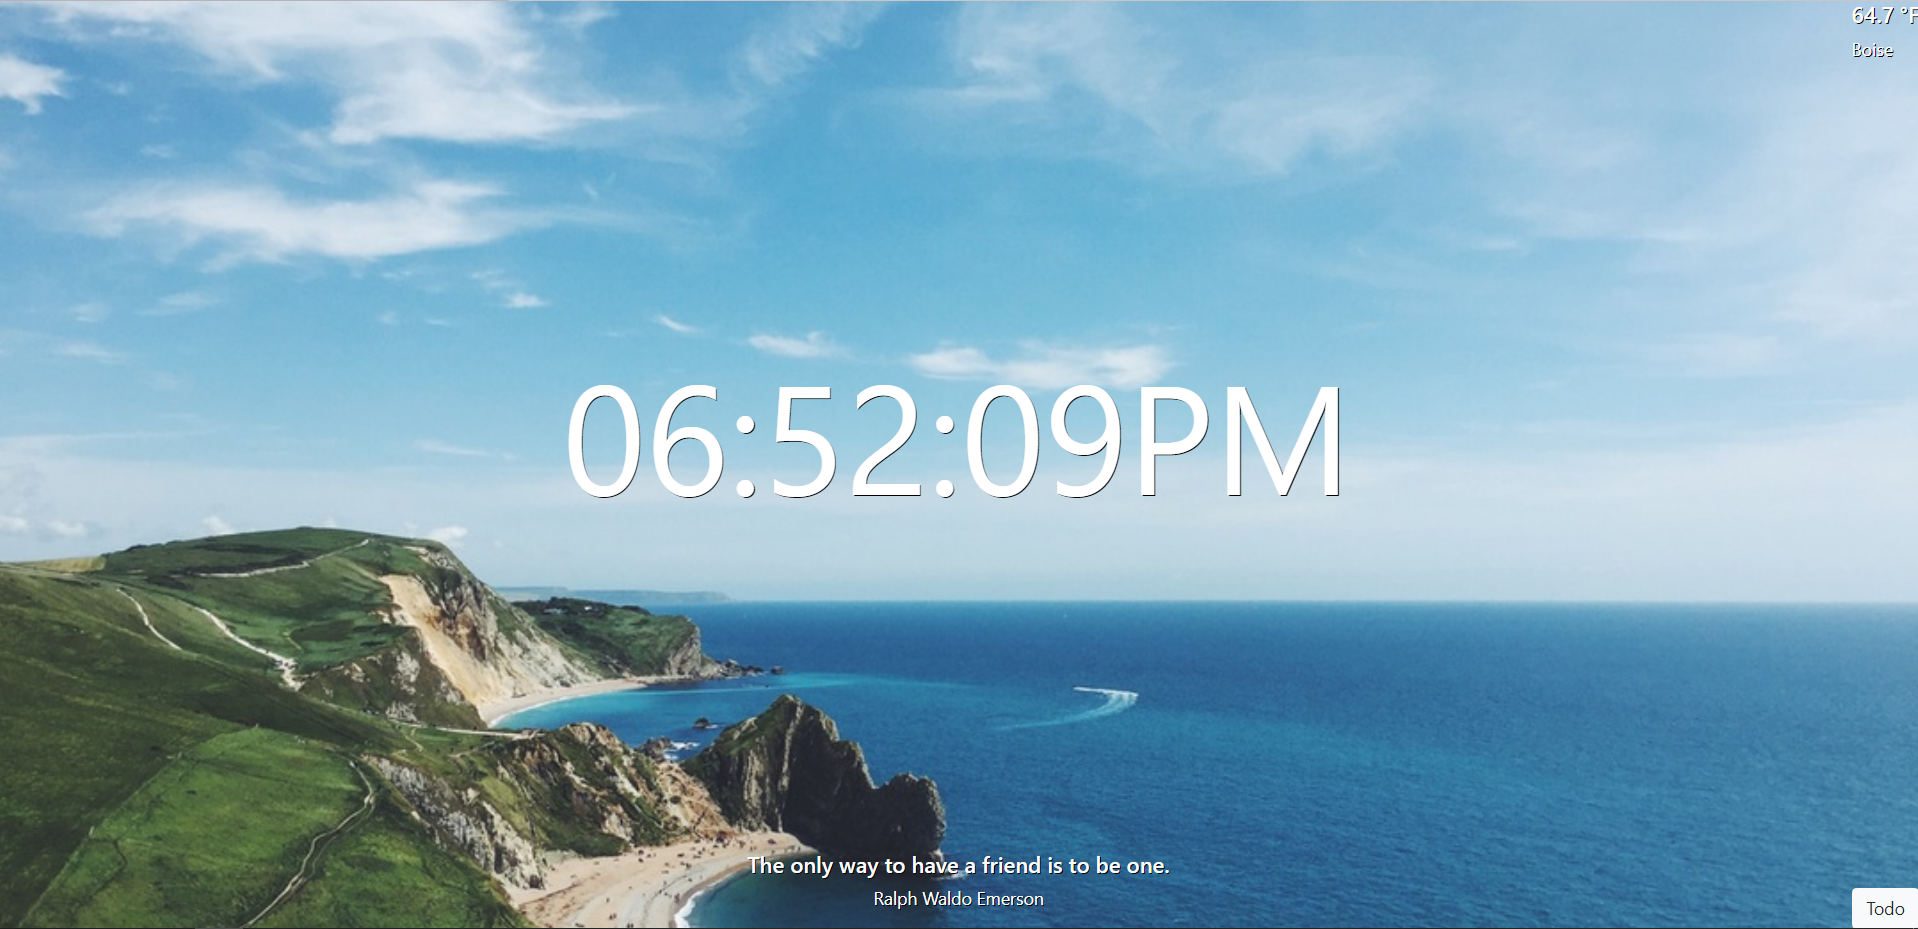 64.7 °F
Boise
06:52:09PM
The only way to have a friend is to be one.
Ralph Waldo Emerson
Todo